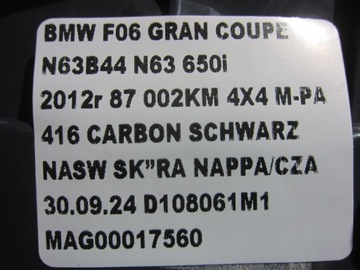 BMW F06 GRAN COUPE
N63B44 N63 650i
2012r 87 002KM 4X4 M-PA
416 CARBON SCHWARZ
NASW SK"RA NAPPA/CZA
30.09.24 D108061M1
MAG00017560